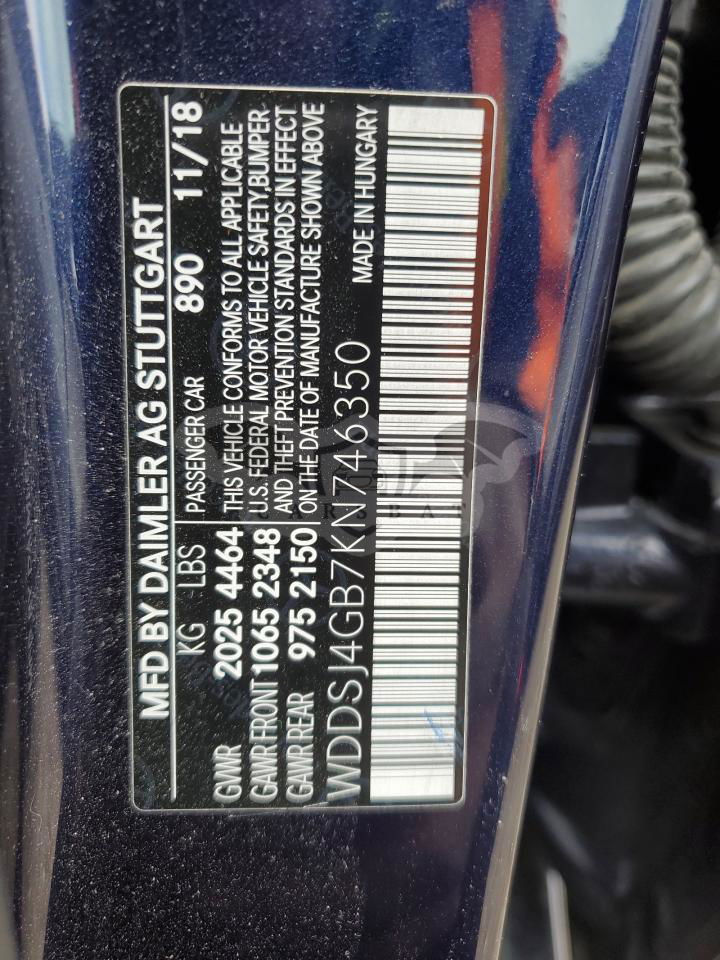 MFD BY DAIMLER AG STUTTGART
KG LBS PASSENGER CAR 890 11/18
GVWR 2025 4464 THIS VEHICLE CONFORMS TO ALL APPLICABLE
GAWR FRONT 1065 2348 U.S. FEDERAL MOTOR VEHICLE SAFETY,BUMPER
GAWR REAR 975 2150 AND THEFT PREVENTION STANDARDS IN EFFECT
ON THE DATE OF MANUFACTURE SHOWN ABOVE
WDDSJ4GB7KN746350 MADE IN HUNGARY
CARSBAT